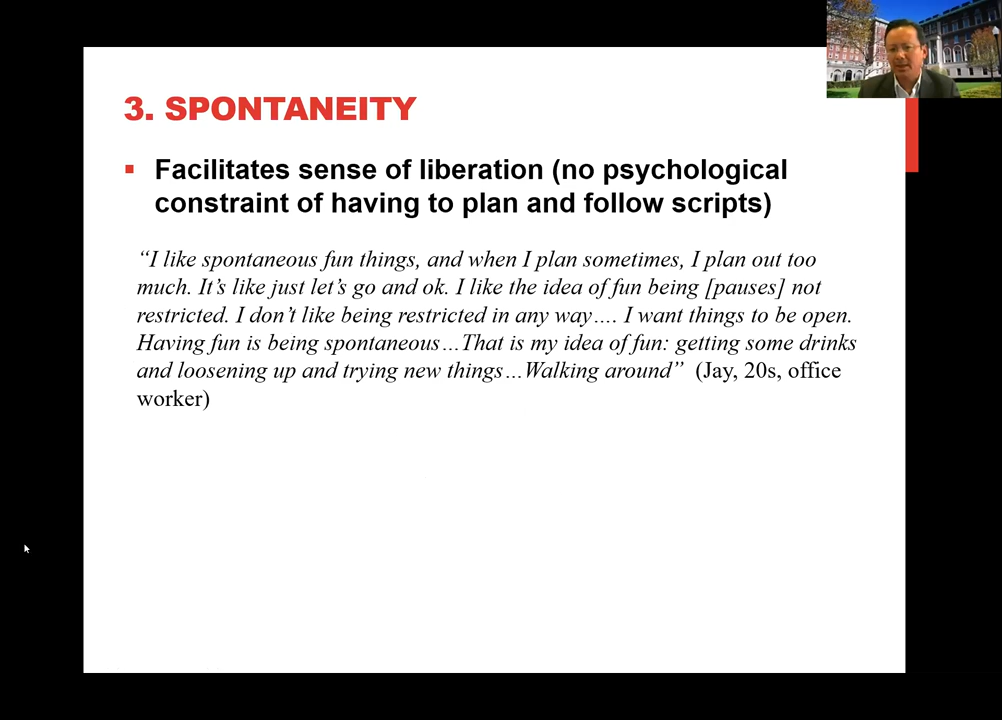 3. SPONTANEITY
▪ Facilitates sense of liberation (no psychological
constraint of having to plan and follow scripts)
“I like spontaneous fun things, and when I plan sometimes, I plan out too
much. It’s like just let’s go and ok. I like the idea of fun being [pauses] not
restricted. I don’t like being restricted in any way…. I want things to be open.
Having fun is being spontaneous…That is my idea of fun: getting some drinks
and loosening up and trying new things…Walking around” (Jay, 20s, office
worker)